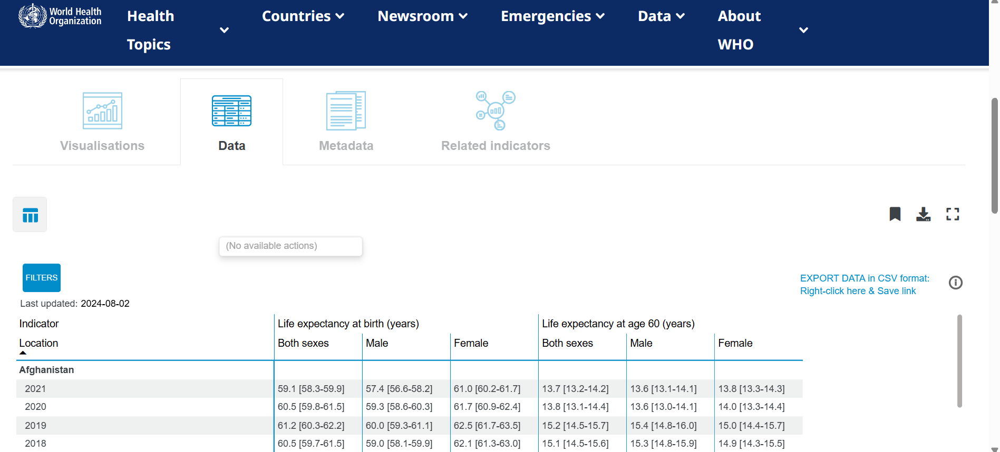 World Health
Organization
Health
Topics
Countries
Newsroom
Emergencies
Data
About
WHO
Visualisations
Data
Metadata
Related indicators
(No available actions)
FILTERS
EXPORT DATA in CSV format:
Right-click here & Save link
Last updated: 2024-08-02
Indicator Life expectancy at birth (years) Life expectancy at age 60 (years)
Location Both sexes Male Female Both sexes Male Female
Afghanistan
2021 59.1 [58.3-59.9] 57.4 [56.6-58.2] 61.0 [60.2-61.7] 13.7 [13.2-14.2] 13.6 [13.1-14.1] 13.8 [13.3-14.3]
2020 60.5 [59.8-61.5] 59.3 [58.6-60.3] 61.7 [60.9-62.4] 13.8 [13.1-14.4] 13.6 [13.0-14.1] 14.0 [13.3-14.4]
2019 61.2 [60.3-62.2] 60.0 [59.3-61.1] 62.5 [61.7-63.5] 15.2 [14.5-15.7] 15.4 [14.8-16.0] 15.0 [14.4-15.7]
2018 60.5 [59.7-61.5] 59.0 [58.1-59.9] 62.1 [61.3-63.0] 15.1 [14.5-15.6] 15.3 [14.8-15.9] 14.9 [14.3-15.5]